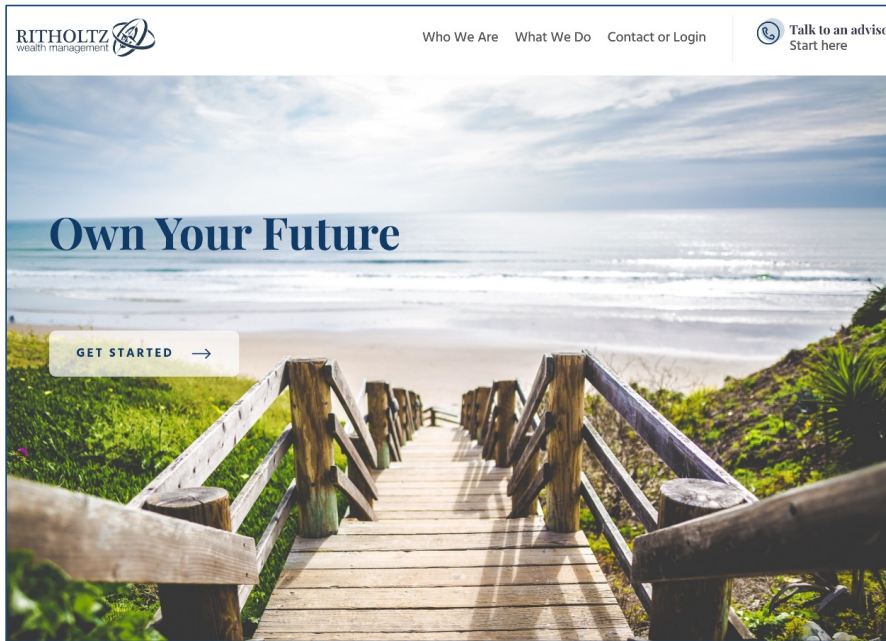 RITHOLTZ
wealth management
Who We Are What We Do Contact or Login
Talk to an adviso
Start here
Own Your Future
GET STARTED